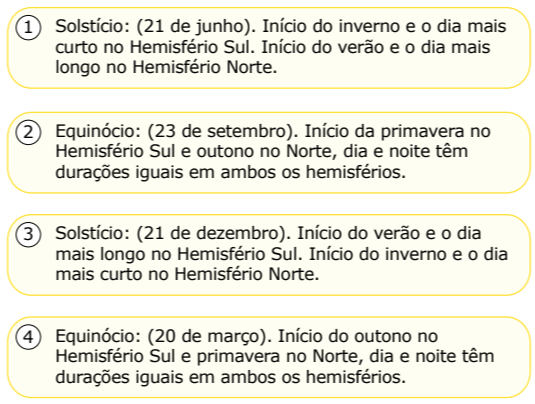 1 Solstício: (21 de junho). Início do inverno e o dia mais
curto no Hemisfério Sul. Início do verão e o dia mais
longo no Hemisfério Norte.
2 Equinócio: (23 de setembro). Início da primavera no
Hemisfério Sul e outono no Norte, dia e noite têm
durações iguais em ambos os hemisférios.
3 Solstício: (21 de dezembro). Início do verão e o dia
mais longo no Hemisfério Sul. Início do inverno e o dia
mais curto no Hemisfério Norte.
4 Equinócio: (20 de março). Início do outono no
Hemisfério Sul e primavera no Norte, dia e noite têm
durações iguais em ambos os hemisférios.